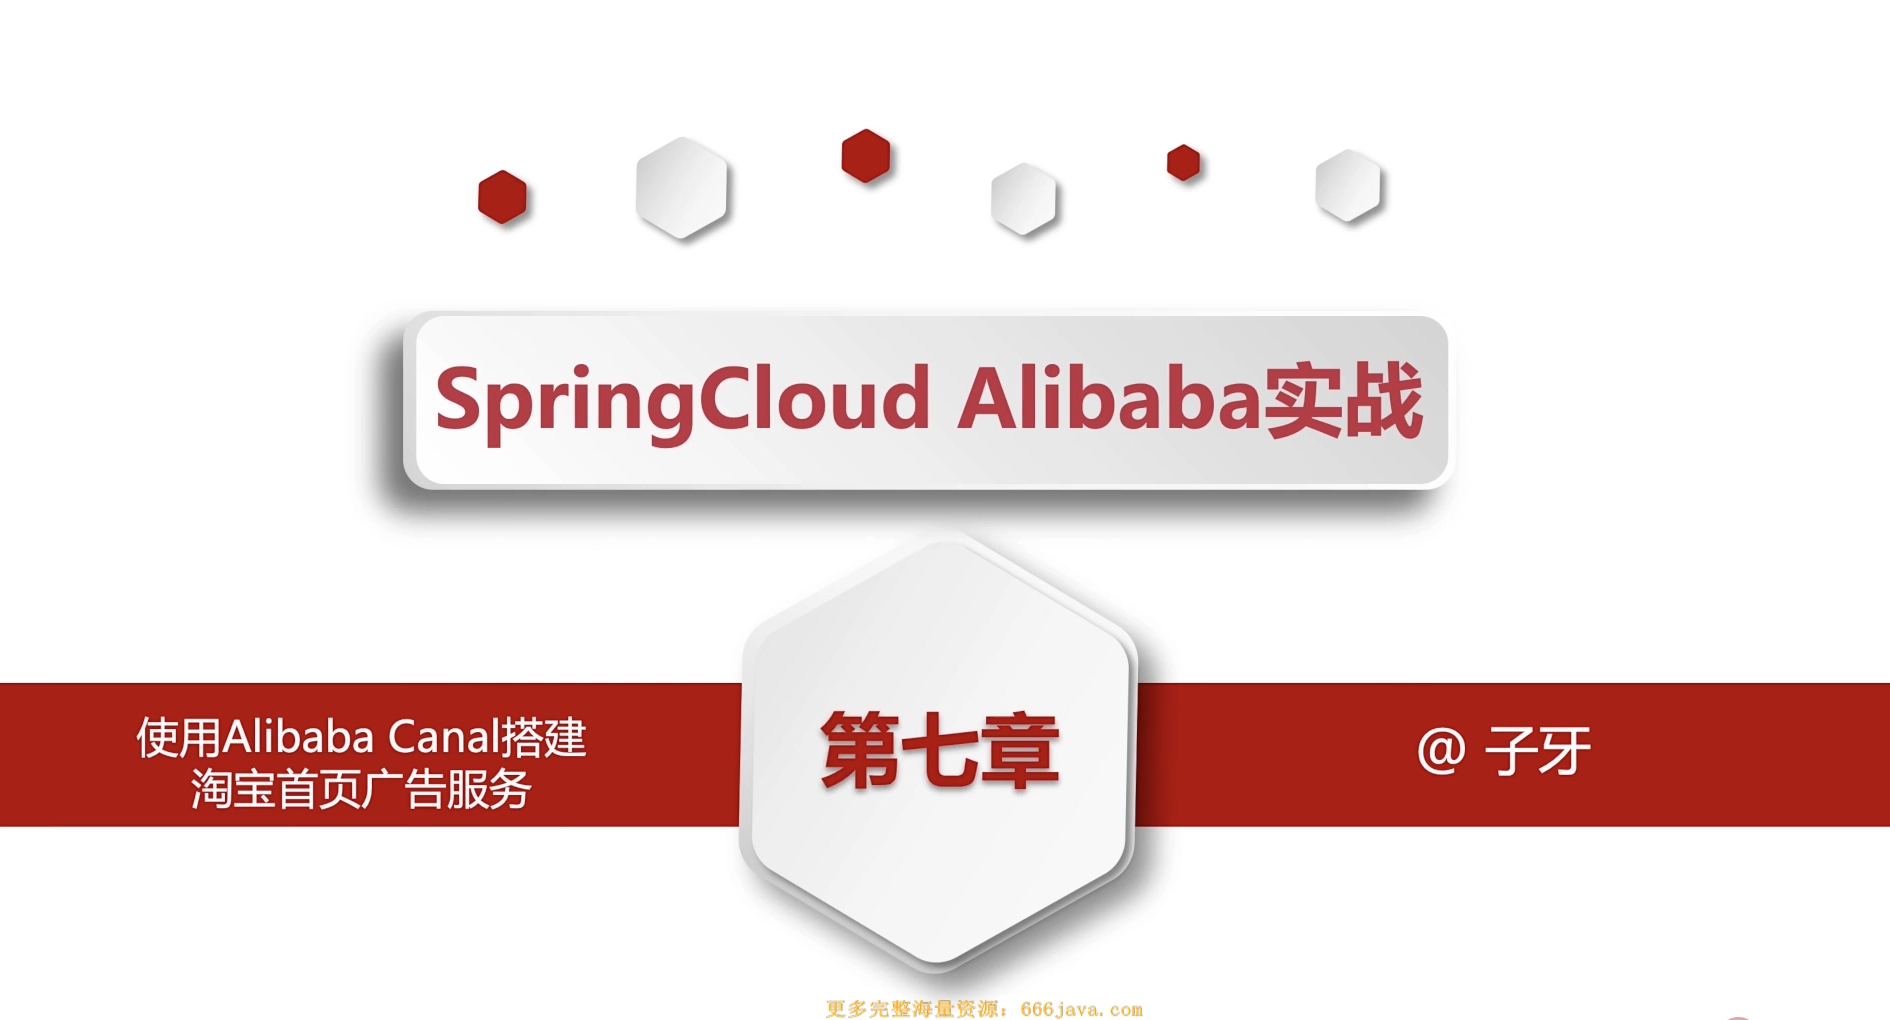 SpringCloud Alibaba实战
使用Alibaba Canal搭建
淘宝首页广告服务
第七章
@ 子牙
更多完整海量资源：666java.com